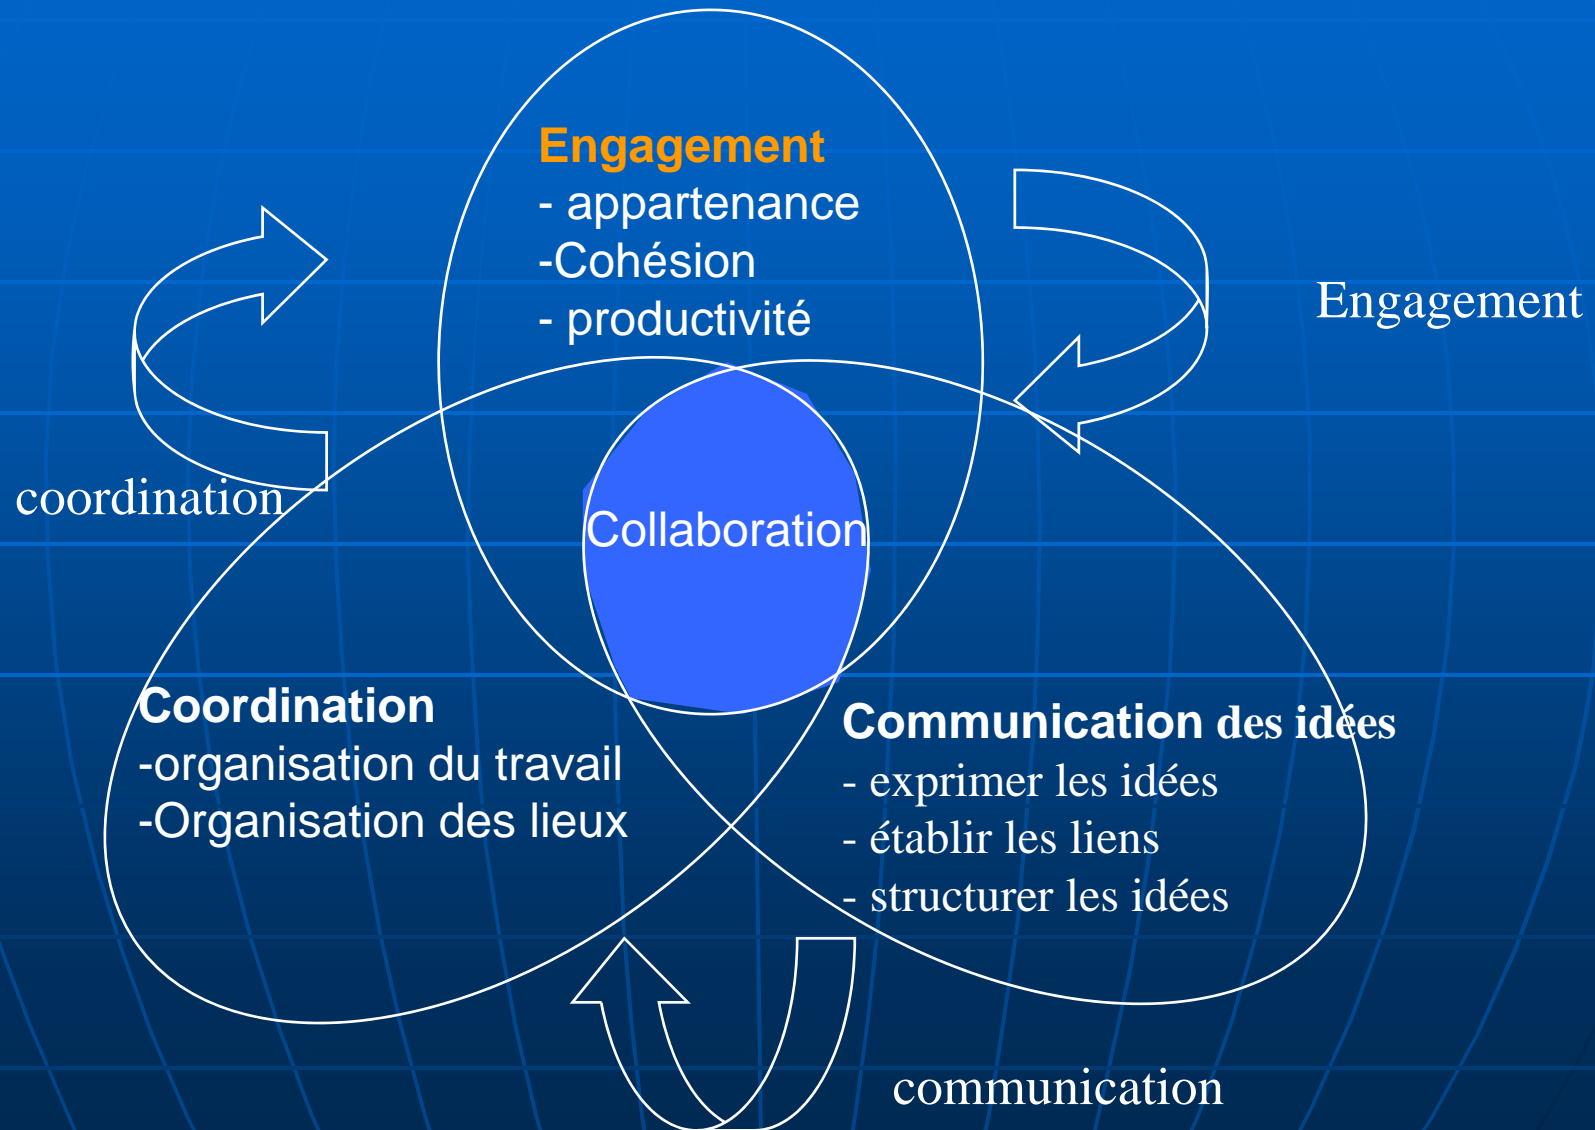 Engagement
- appartenance
-Cohésion
- productivité
Engagement
coordination
Collaboration
Coordination
-organisation du travail
-Organisation des lieux
Communication des idées
- exprimer les idées
- établir les liens
- structurer les idées
communication